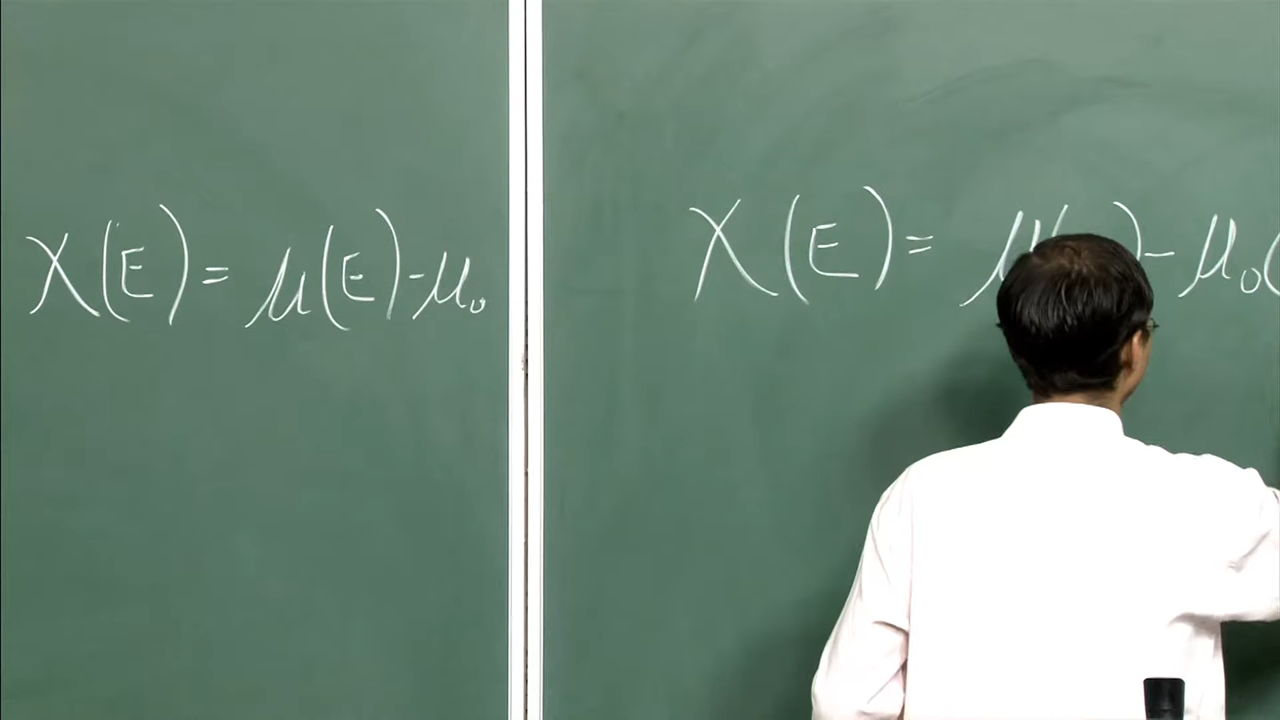 χ(E) = μ(E) - μ₀
χ(E) = μ( ) - μ₀(